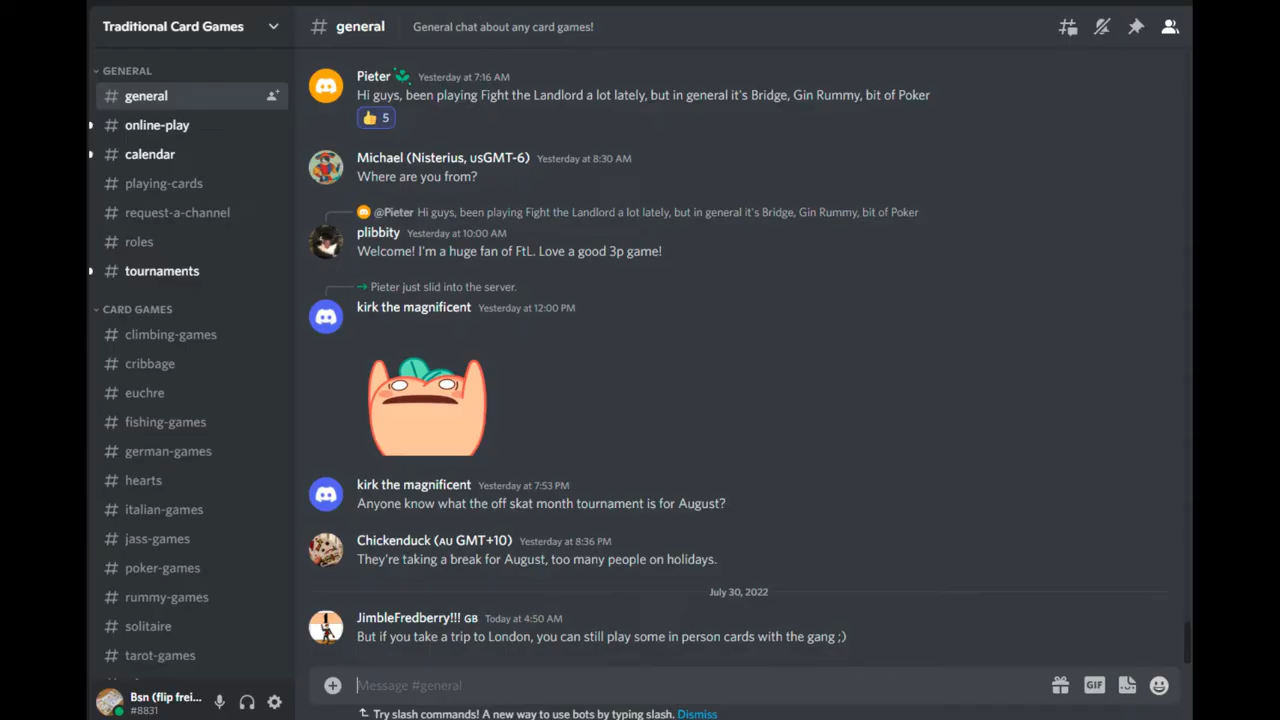 Traditional Card Games
GENERAL
general
online-play
calendar
playing-cards
request-a-channel
roles
tournaments
CARD GAMES
climbing-games
cribbage
euchre
fishing-games
german-games
hearts
italian-games
jass-games
poker-games
rummy-games
solitaire
tarot-games
Bsn (flip frei...
#8831
# general General chat about any card games!
Pieter Yesterday at 7:16 AM
Hi guys, been playing Fight the Landlord a lot lately, but in general it's Bridge, Gin Rummy, bit of Poker
5
Michael (Nisterius, usGMT-6) Yesterday at 8:30 AM
Where are you from?
@Pieter Hi guys, been playing Fight the Landlord a lot lately, but in general it's Bridge, Gin Rummy, bit of Poker
plibbity Yesterday at 10:00 AM
Welcome! I'm a huge fan of FtL. Love a good 3p game!
Pieter just slid into the server.
kirk the magnificent Yesterday at 12:00 PM
kirk the magnificent Yesterday at 7:53 PM
Anyone know what the off skat month tournament is for August?
Chickenduck (AU GMT+10) Yesterday at 8:36 PM
They're taking a break for August, too many people on holidays.
July 30, 2022
JimbleFredberry!!! GB Today at 4:50 AM
But if you take a trip to London, you can still play some in person cards with the gang ;)
Message #general
GIF
Try slash commands! A new way to use bots by typing slash. Dismiss